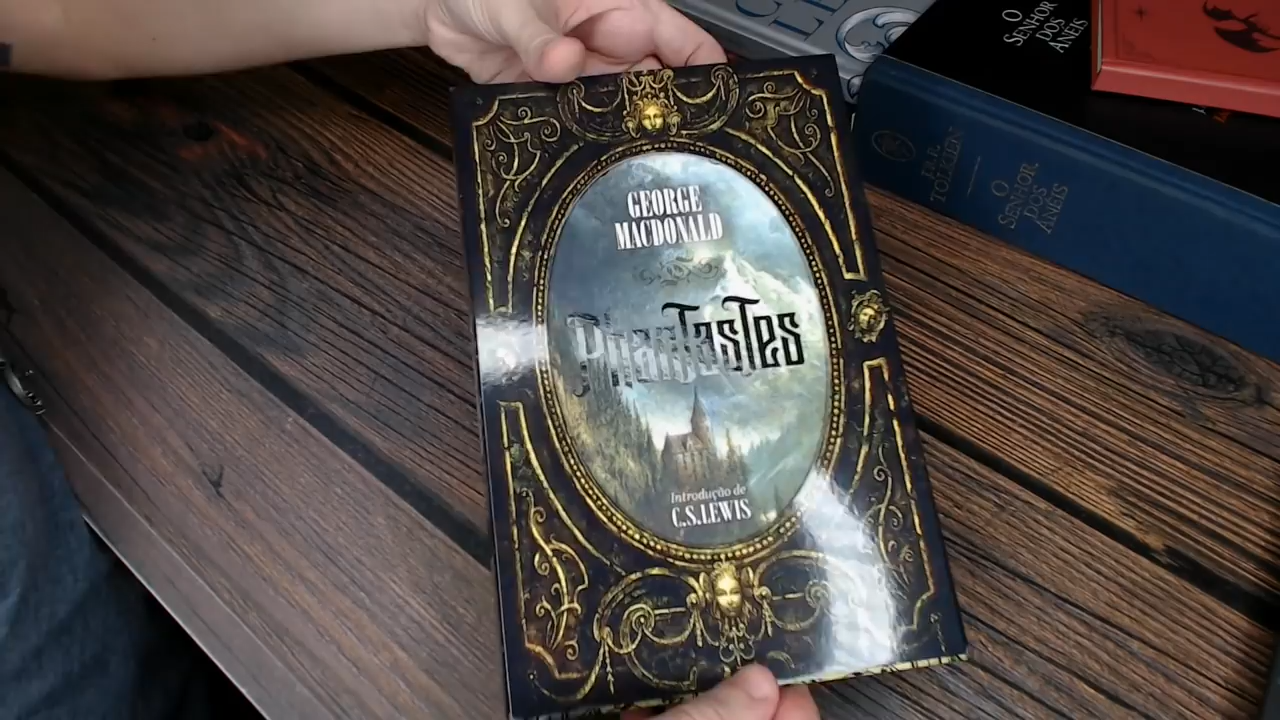 GEORGE
MACDONALD
Phantastes
Introdução de
C.S.LEWIS
O
SENHOR
DOS
ANÉIS
J.R.R.
TOLKIEN
O
SENHOR
DOS
ANÉIS